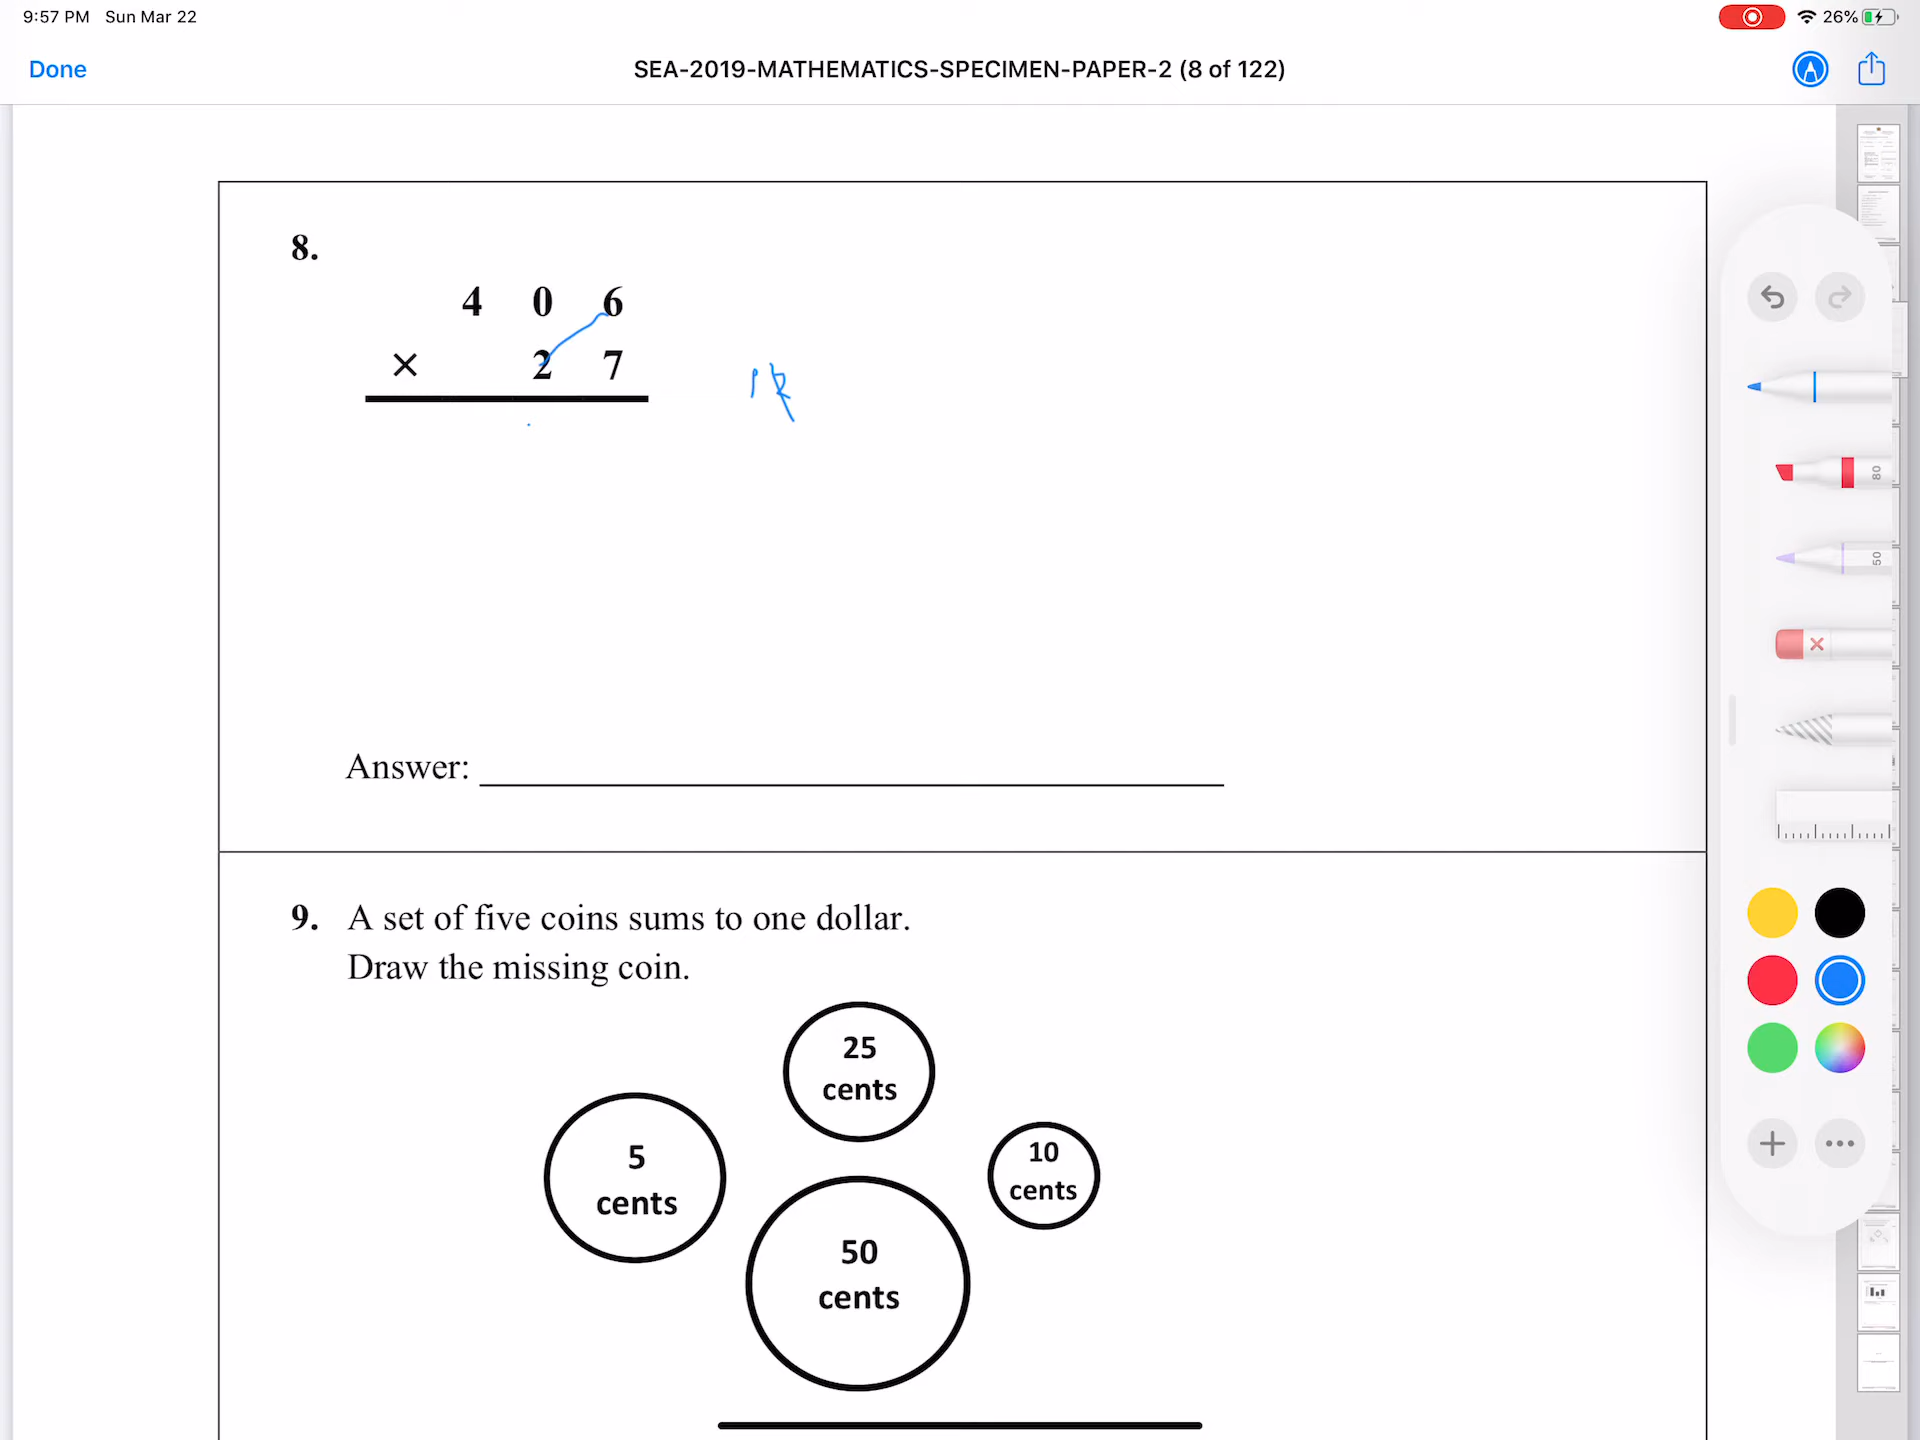 9:57 PM Sun Mar 22
26%
Done
SEA-2019-MATHEMATICS-SPECIMEN-PAPER-2 (8 of 122)
8.
4 0 6
× 2 7
Answer:
9. A set of five coins sums to one dollar.
Draw the missing coin.
25
cents
5
cents
10
cents
50
cents
80
50